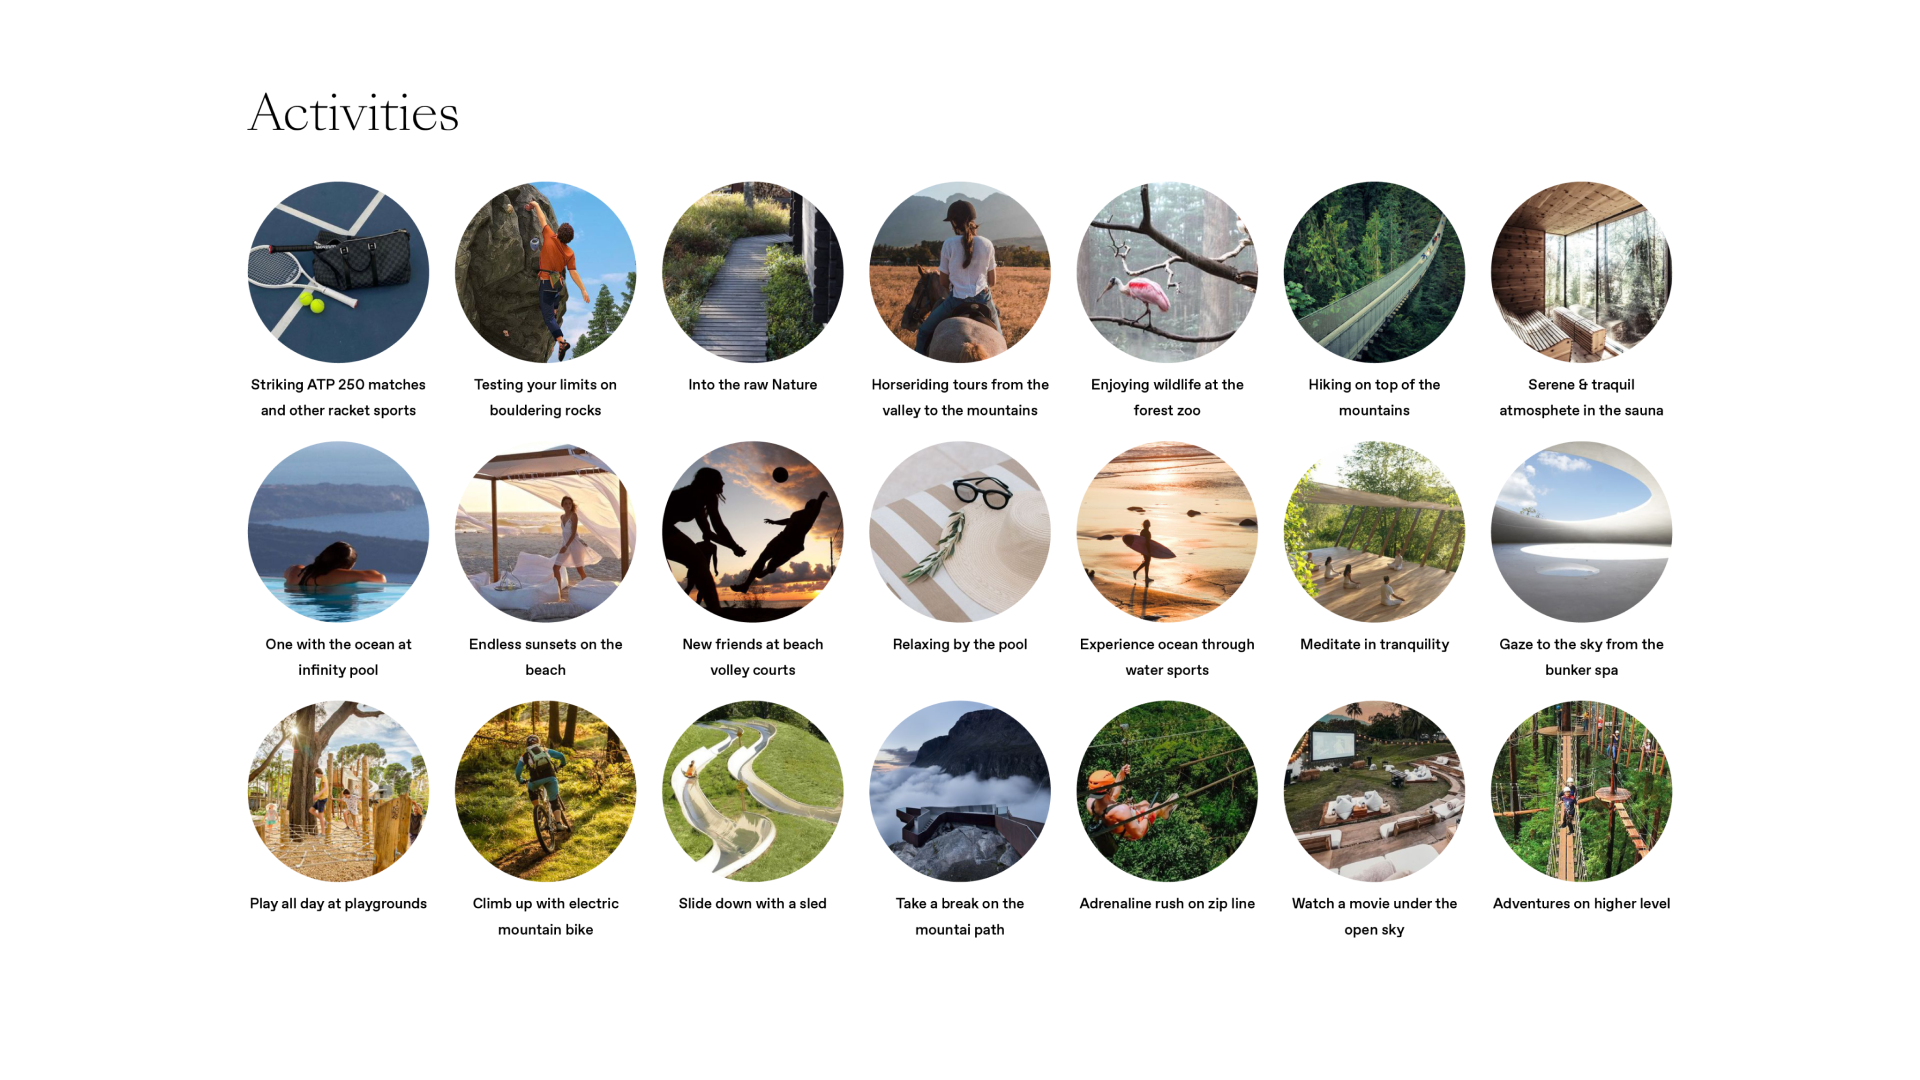 Activities
Striking ATP 250 matches
and other racket sports
Testing your limits on
bouldering rocks
Into the raw Nature
Horseriding tours from the
valley to the mountains
Enjoying wildlife at the
forest zoo
Hiking on top of the
mountains
Serene & traquil
atmosphete in the sauna
One with the ocean at
infinity pool
Endless sunsets on the
beach
New friends at beach
volley courts
Relaxing by the pool
Experience ocean through
water sports
Meditate in tranquility
Gaze to the sky from the
bunker spa
Play all day at playgrounds
Climb up with electric
mountain bike
Slide down with a sled
Take a break on the
mountai path
Adrenaline rush on zip line
Watch a movie under the
open sky
Adventures on higher level